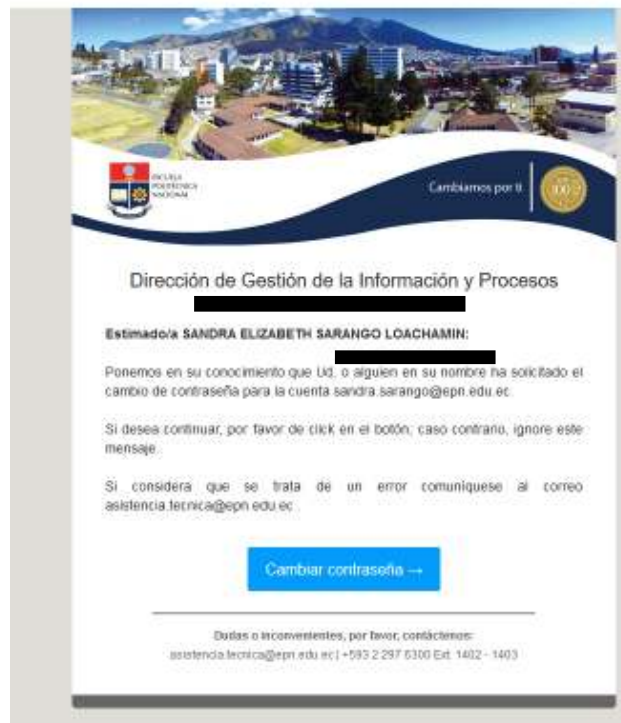 ESCUELA
POLITÉCNICA
NACIONAL
Cambiamos por ti
Dirección de Gestión de la Información y Procesos
Estimado/a SANDRA ELIZABETH SARANGO LOACHAMIN:
Ponemos en su conocimiento que Ud. o alguien en su nombre ha solicitado el
cambio de contraseña para la cuenta sandra.sarango@epn.edu.ec
Si desea continuar, por favor de click en el botón, caso contrario, ignore este
mensaje.
Si considera que se trata de un error comuníquese al correo
asistencia.tecnica@epn.edu.ec
Cambiar contraseña →
Dudas o inconvenientes, por favor, contáctenos:
asistencia.tecnica@epn.edu.ec | +593 2 297 6300 Ext. 1402 - 1403